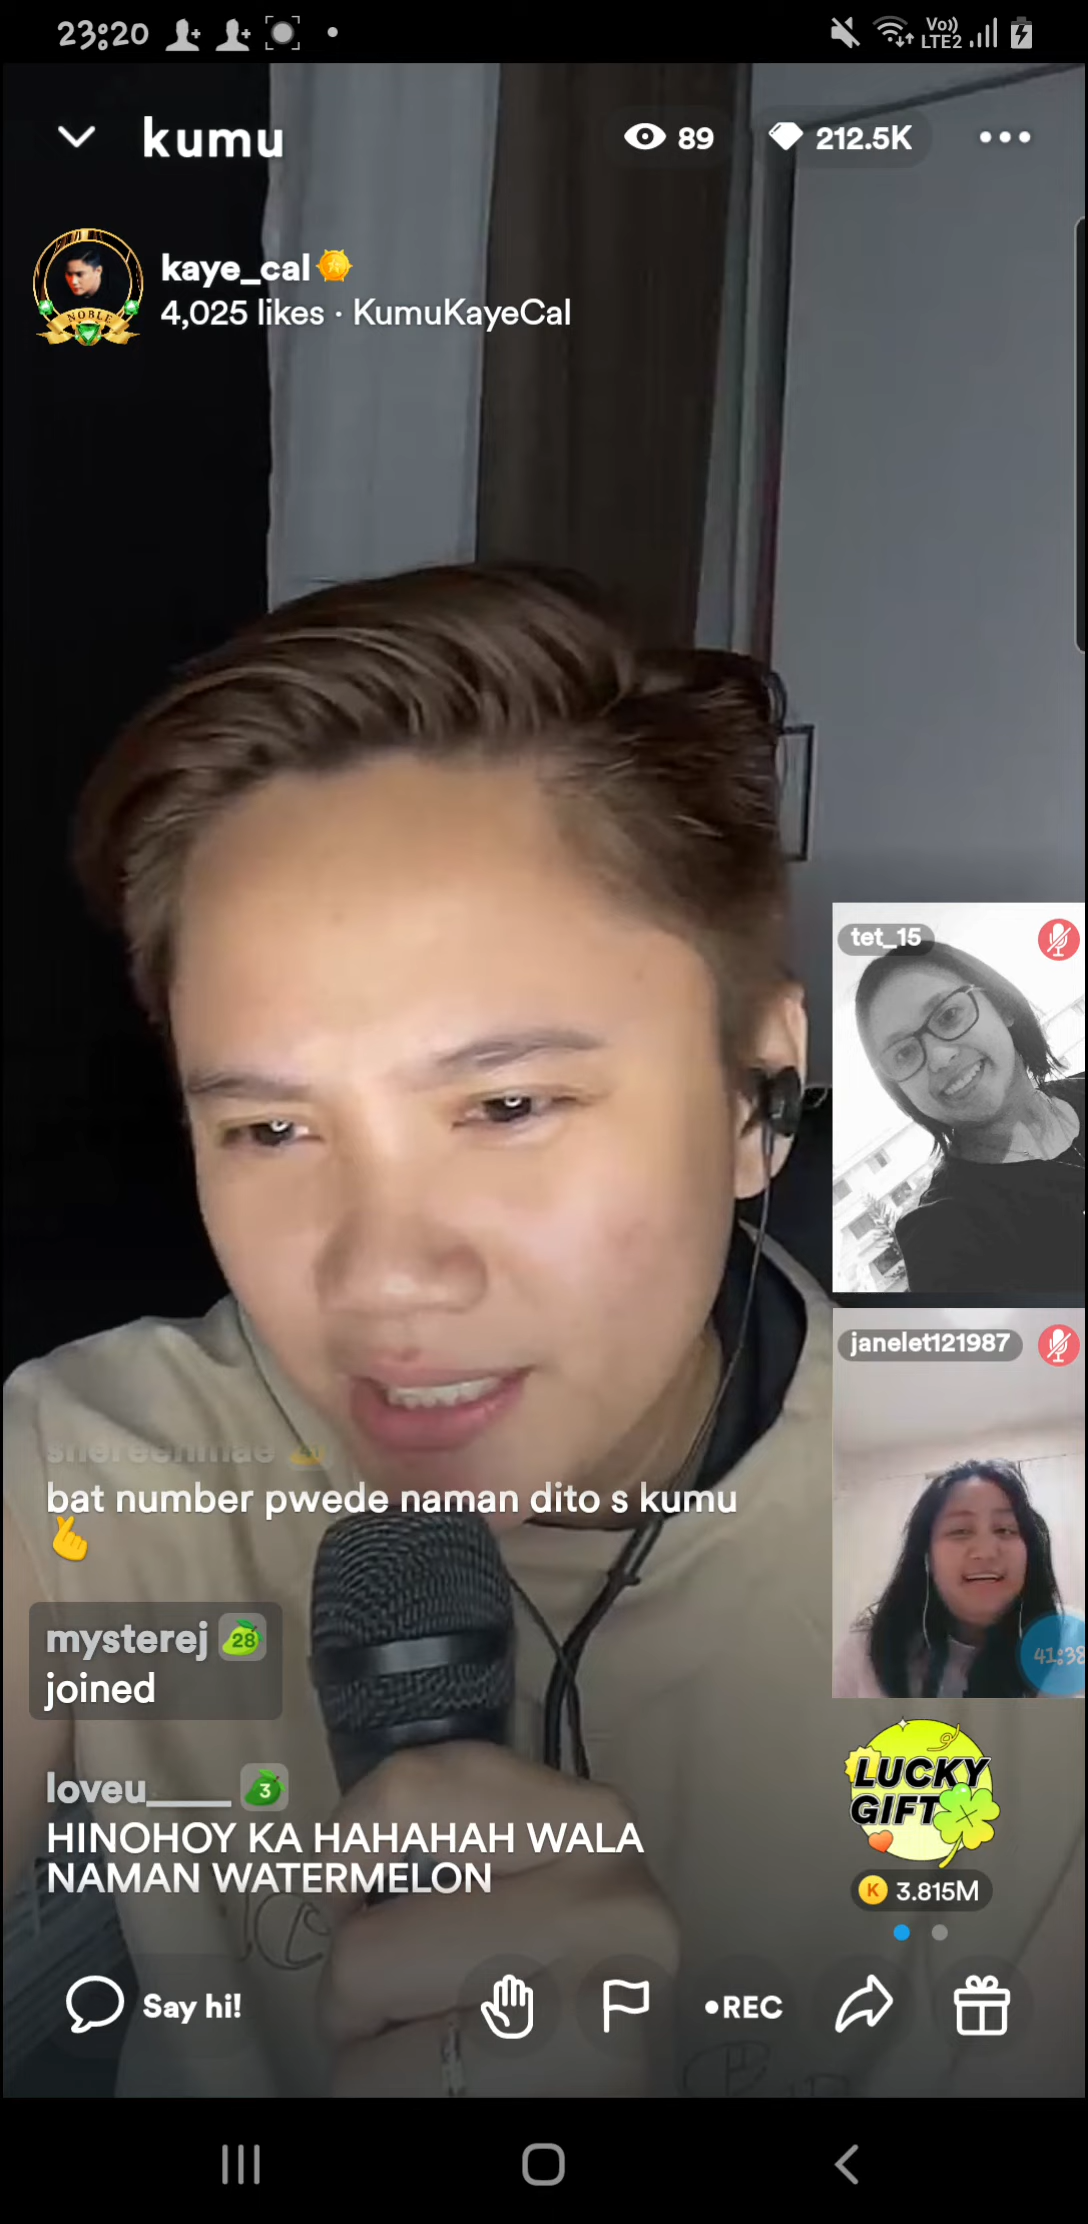 23:20
Vo))
LTE2
kumu
89
212.5K
kaye_cal
4,025 likes · KumuKayeCal
NOBLE
tet_15
janelet121987
41:38
shereenmae
bat number pwede naman dito s kumu
mysterej 28
joined
loveu____ 3
HINOHOY KA HAHAHAH WALA
NAMAN WATERMELON
LUCKY
GIFT
K 3.815M
Say hi!
•REC